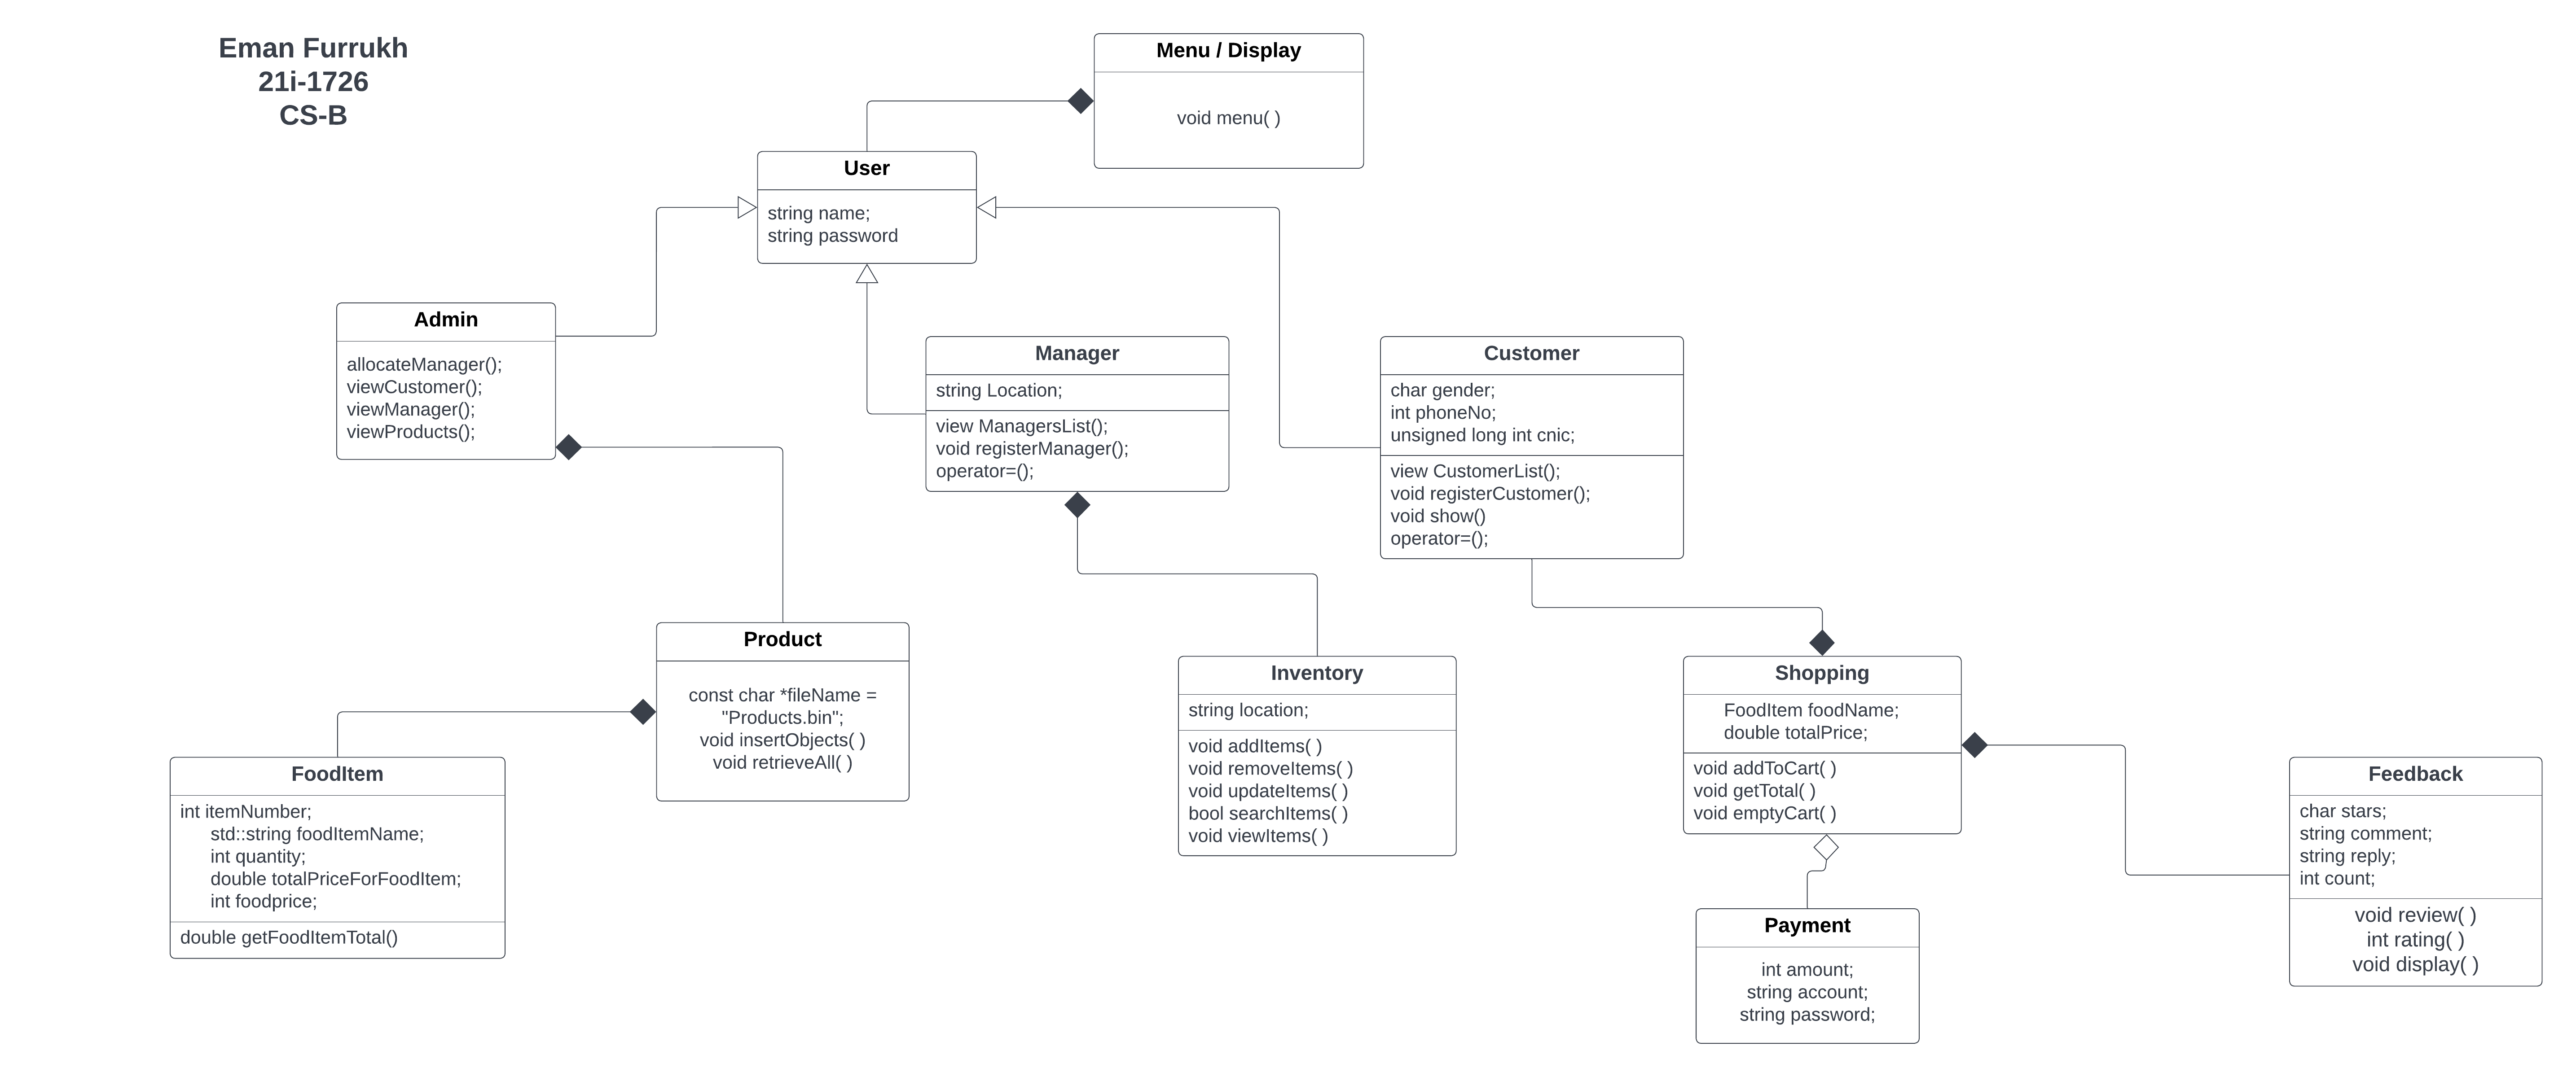 Eman Furrukh
21i-1726
CS-B
Menu / Display
void menu( )
User
string name;
string password
Admin
allocateManager();
viewCustomer();
viewManager();
viewProducts();
Manager
string Location;
view ManagersList();
void registerManager();
operator=();
Customer
char gender;
int phoneNo;
unsigned long int cnic;
view CustomerList();
void registerCustomer();
void show()
operator=();
Product
const char *fileName =
"Products.bin";
void insertObjects( )
void retrieveAll( )
Inventory
string location;
void addItems( )
void removeItems( )
void updateItems( )
bool searchItems( )
void viewItems( )
Shopping
FoodItem foodName;
double totalPrice;
void addToCart( )
void getTotal( )
void emptyCart( )
FoodItem
int itemNumber;
std::string foodItemName;
int quantity;
double totalPriceForFoodItem;
int foodprice;
double getFoodItemTotal()
Feedback
char stars;
string comment;
string reply;
int count;
void review( )
int rating( )
void display( )
Payment
int amount;
string account;
string password;